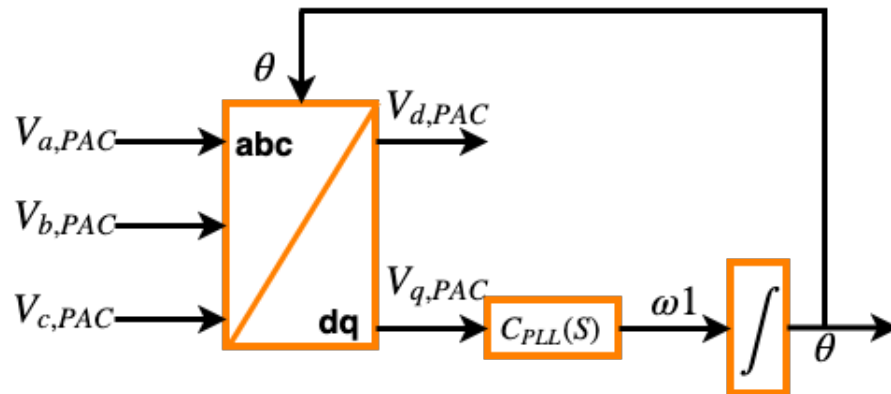 θ
V_{a,PAC}
abc
V_{d,PAC}
V_{b,PAC}
V_{c,PAC}
dq
V_{q,PAC}
C_{PLL}(S)
ω1
∫
θ